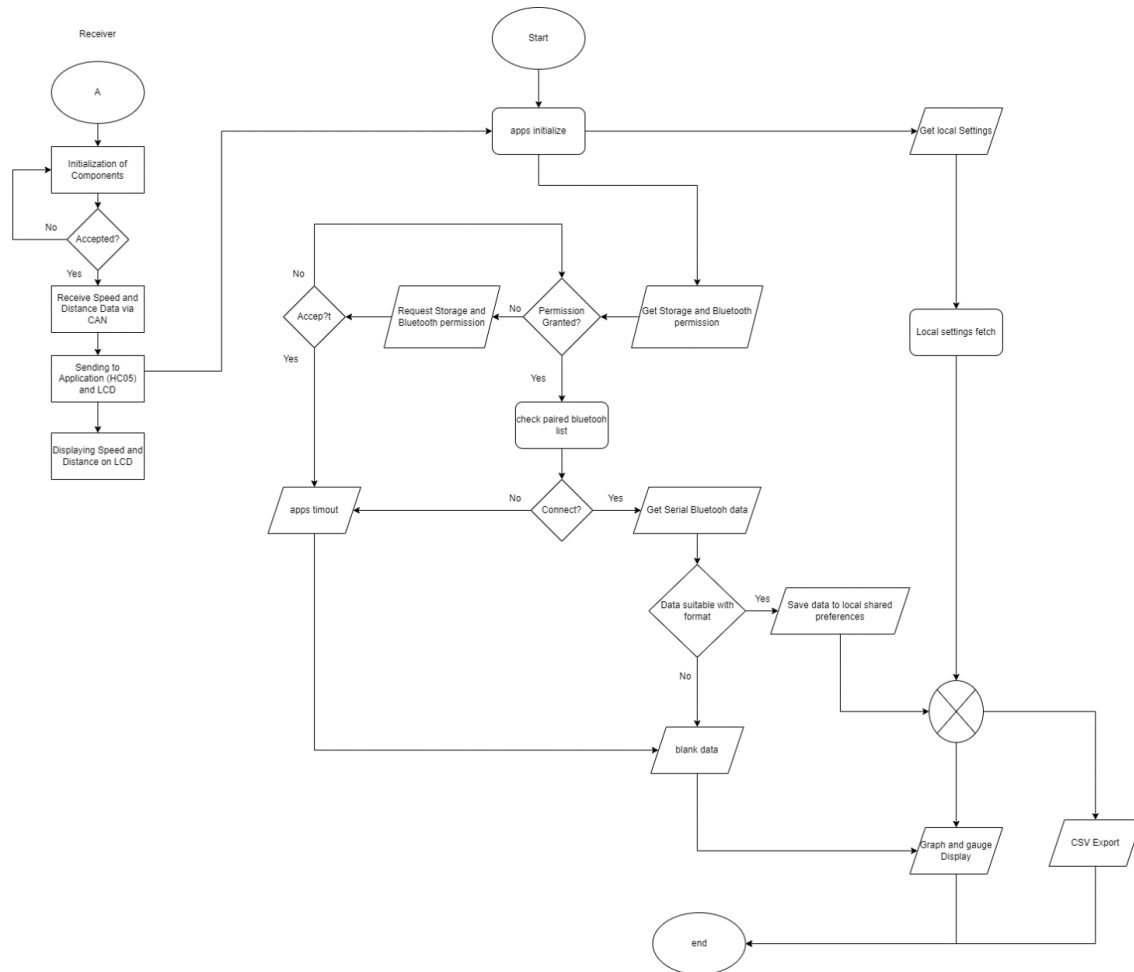 Receiver
A
Initialization of
Components
No
Accepted?
Yes
Receive Speed and
Distance Data via
CAN
Sending to
Application (HC05)
and LCD
Displaying Speed and
Distance on LCD
Start
apps initialize
Get local Settings
No
Accep?t
Yes
Request Storage and
Bluetooth permission
No
Permission
Granted?
Get Storage and Bluetooth
permission
Local settings fetch
Yes
check paired bluetooh
list
apps timout
No
Connect?
Yes
Get Serial Bluetooh data
Data suitable with
format
Yes
Save data to local shared
preferences
No
blank data
Graph and gauge
Display
CSV Export
end